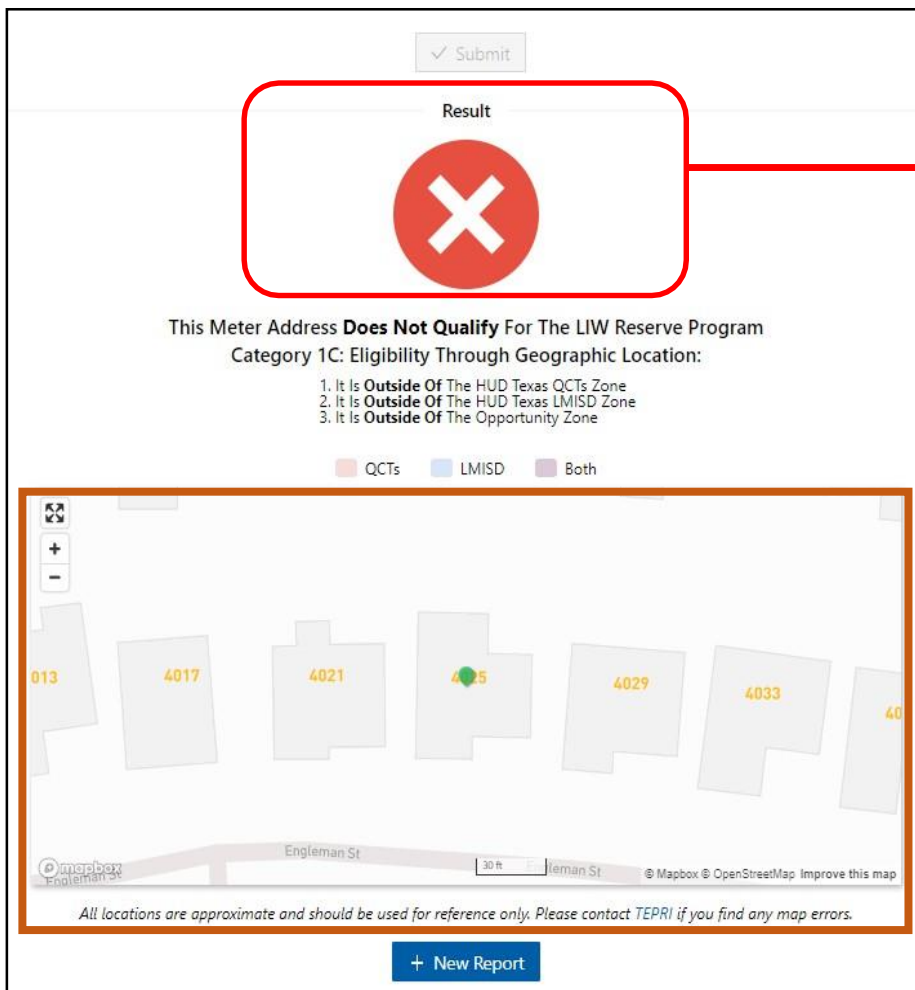 ✓ Submit
Result
This Meter Address Does Not Qualify For The LIW Reserve Program
Category 1C: Eligibility Through Geographic Location:
1. It Is Outside Of The HUD Texas QCTs Zone
2. It Is Outside Of The HUD Texas LMISD Zone
3. It Is Outside Of The Opportunity Zone
QCTs LMISD Both
+
−
013 4017 4021 4025 4029 4033 40
Engleman St
mapbox
Engleman St
30 ft
leman St
© Mapbox © OpenStreetMap Improve this map
All locations are approximate and should be used for reference only. Please contact TEPRI if you find any map errors.
+ New Report